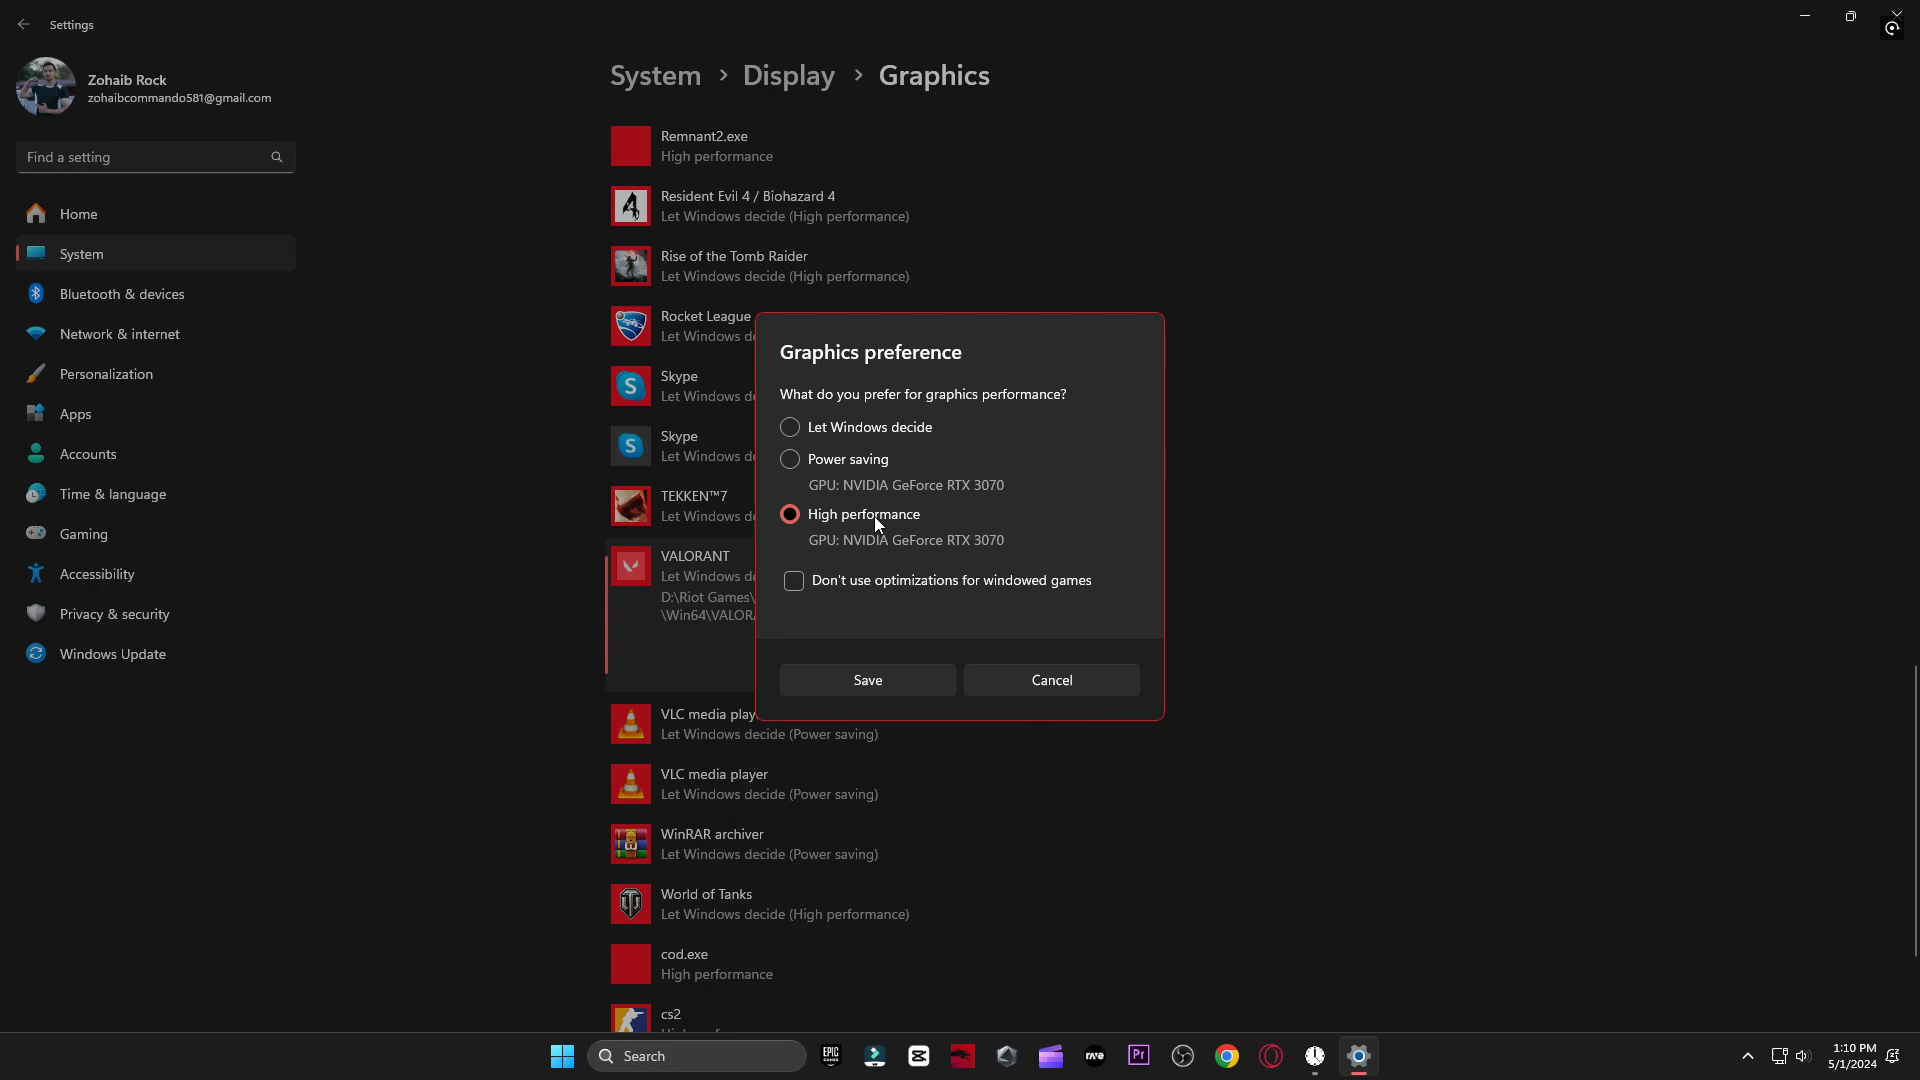 Settings
Zohaib Rock
zohaibcommando581@gmail.com
Find a setting
Home
System
Bluetooth & devices
Network & internet
Personalization
Apps
Accounts
Time & language
Gaming
Accessibility
Privacy & security
Windows Update
System > Display > Graphics
Remnant2.exe
High performance
Resident Evil 4 / Biohazard 4
Let Windows decide (High performance)
Rise of the Tomb Raider
Let Windows decide (High performance)
Rocket League
Let Windows
Skype
Let Windows
Skype
Let Windows
TEKKEN™7
Let Windows
VALORANT
Let Windows
D:\Riot Games\
\Win64\VALOR
Graphics preference
What do you prefer for graphics performance?
Let Windows decide
Power saving
GPU: NVIDIA GeForce RTX 3070
High performance
GPU: NVIDIA GeForce RTX 3070
Don't use optimizations for windowed games
Save
Cancel
VLC media play
Let Windows decide (Power saving)
VLC media player
Let Windows decide (Power saving)
WinRAR archiver
Let Windows decide (Power saving)
World of Tanks
Let Windows decide (High performance)
cod.exe
High performance
cs2
Search
EPIC GAMES
Pr
1:10 PM
5/1/2024